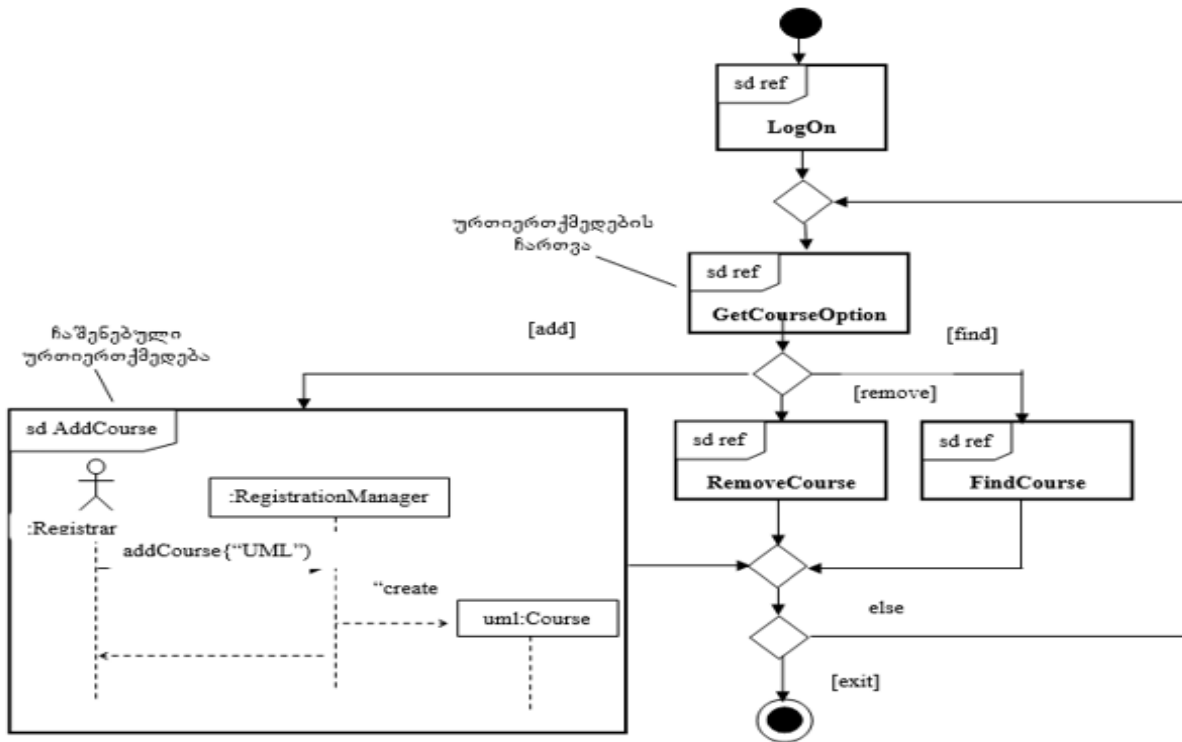 sd ref
LogOn
ურთიერთქმედების
ჩართვა
sd ref
GetCourseOption
[add]
[find]
ჩაშენებული
ურთიერთქმედება
[remove]
sd AddCourse
sd ref
RemoveCourse
sd ref
FindCourse
:RegistrationManager
:Registrar
addCourse{“UML”)
“create
uml:Course
else
[exit]